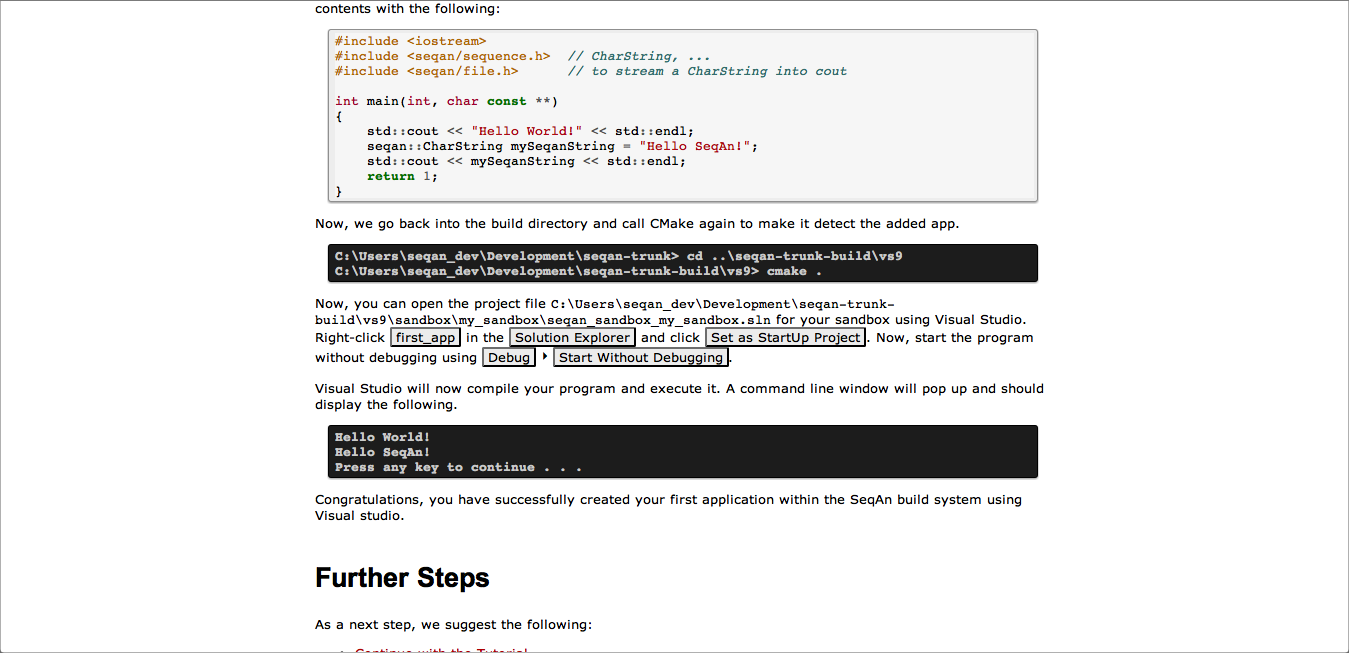 contents with the following:
#include <iostream>
#include <seqan/sequence.h>  // CharString, ...
#include <seqan/file.h>      // to stream a CharString into cout
int main(int, char const **)
{
    std::cout << "Hello World!" << std::endl;
    seqan::CharString mySeqanString = "Hello SeqAn!";
    std::cout << mySeqanString << std::endl;
    return 1;
}
Now, we go back into the build directory and call CMake again to make it detect the added app.
C:\Users\seqan_dev\Development\seqan-trunk> cd ..\seqan-trunk-build\vs9
C:\Users\seqan_dev\Development\seqan-trunk-build\vs9> cmake .
Now, you can open the project file C:\Users\seqan_dev\Development\seqan-trunk-
build\vs9\sandbox\my_sandbox\seqan_sandbox_my_sandbox.sln for your sandbox using Visual Studio.
Right-click first_app in the Solution Explorer and click Set as StartUp Project. Now, start the program
without debugging using Debug ‣ Start Without Debugging.
Visual Studio will now compile your program and execute it. A command line window will pop up and should
display the following.
Hello World!
Hello SeqAn!
Press any key to continue . . .
Congratulations, you have successfully created your first application within the SeqAn build system using
Visual studio.
Further Steps
As a next step, we suggest the following:
Continue with the Tutorial